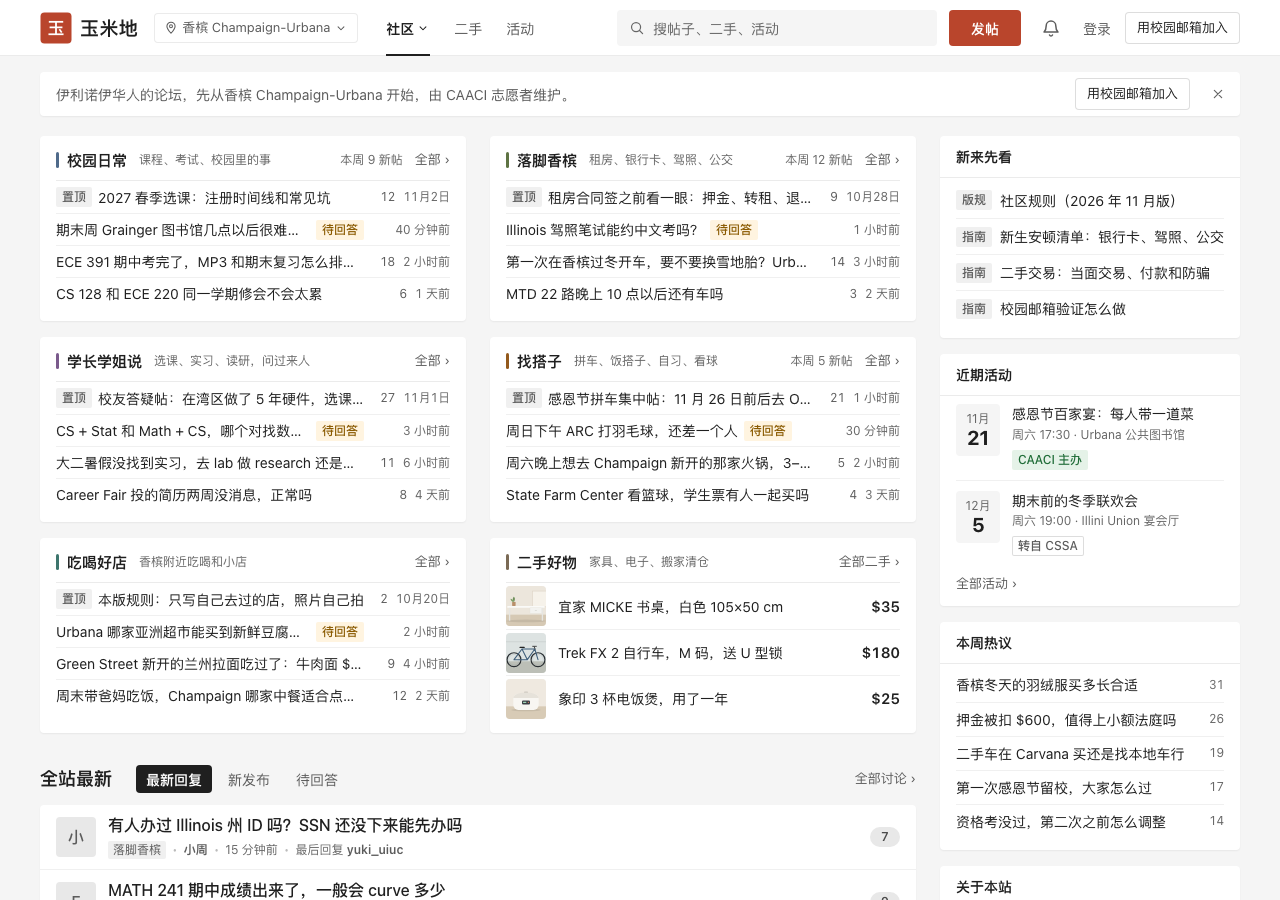 玉 玉米地 香槟 Champaign-Urbana 社区 二手 活动 搜帖子、二手、活动 发帖 登录 用校园邮箱加入
伊利诺伊华人的论坛，先从香槟 Champaign-Urbana 开始，由 CAACI 志愿者维护。 用校园邮箱加入 ×
校园日常 课程、考试、校园里的事 本周 9 新帖 全部 ›
置顶 2027 春季选课：注册时间线和常见坑 12 11月2日
期末周 Grainger 图书馆几点以后很难... 待回答 40 分钟前
ECE 391 期中考完了，MP3 和期末复习怎么排... 18 2 小时前
CS 128 和 ECE 220 同一学期修会不会太累 6 1 天前
落脚香槟 租房、银行卡、驾照、公交 本周 12 新帖 全部 ›
置顶 租房合同签之前看一眼：押金、转租、退... 9 10月28日
Illinois 驾照笔试能约中文考吗？ 待回答 1 小时前
第一次在香槟过冬开车，要不要换雪地胎？Urb... 14 3 小时前
MTD 22 路晚上 10 点以后还有车吗 3 2 天前
学长学姐说 选课、实习、读研，问过来人 全部 ›
置顶 校友答疑帖：在湾区做了 5 年硬件，选课... 27 11月1日
CS + Stat 和 Math + CS，哪个对找数... 待回答 3 小时前
大二暑假没找到实习，去 lab 做 research 还是... 11 6 小时前
Career Fair 投的简历两周没消息，正常吗 8 4 天前
找搭子 拼车、饭搭子、自习、看球 本周 5 新帖 全部 ›
置顶 感恩节拼车集中帖：11 月 26 日前后去 O... 21 1 小时前
周日下午 ARC 打羽毛球，还差一个人 待回答 30 分钟前
周六晚上想去 Champaign 新开的那家火锅，3–... 5 2 小时前
State Farm Center 看篮球，学生票有人一起买吗 4 3 天前
吃喝好店 香槟附近吃喝和小店 全部 ›
置顶 本版规则：只写自己去过的店，照片自己拍 2 10月20日
Urbana 哪家亚洲超市能买到新鲜豆腐... 待回答 2 小时前
Green Street 新开的兰州拉面吃过了：牛肉面 $... 9 4 小时前
周末带爸妈吃饭，Champaign 哪家中餐适合点... 12 2 天前
二手好物 家具、电子、搬家清仓 全部二手 ›
宜家 MICKE 书桌，白色 105×50 cm $35
Trek FX 2 自行车，M 码，送 U 型锁 $180
象印 3 杯电饭煲，用了一年 $25
全站最新 最新回复 新发布 待回答 全部讨论 ›
小 有人办过 Illinois 州 ID 吗？SSN 还没下来能先办吗 7
落脚香槟 · 小周 · 15 分钟前 · 最后回复 yuki_uiuc
MATH 241 期中成绩出来了，一般会 curve 多少
新来先看
版规 社区规则（2026 年 11 月版）
指南 新生安顿清单：银行卡、驾照、公交
指南 二手交易：当面交易、付款和防骗
指南 校园邮箱验证怎么做
近期活动
11月 21 感恩节百家宴：每人带一道菜
周六 17:30 · Urbana 公共图书馆
CAACI 主办
12月 5 期末前的冬季联欢会
周六 19:00 · Illini Union 宴会厅
转自 CSSA
全部活动 ›
本周热议
香槟冬天的羽绒服买多长合适 31
押金被扣 $600，值得上小额法庭吗 26
二手车在 Carvana 买还是找本地车行 19
第一次感恩节留校，大家怎么过 17
资格考没过，第二次之前怎么调整 14
关于本站